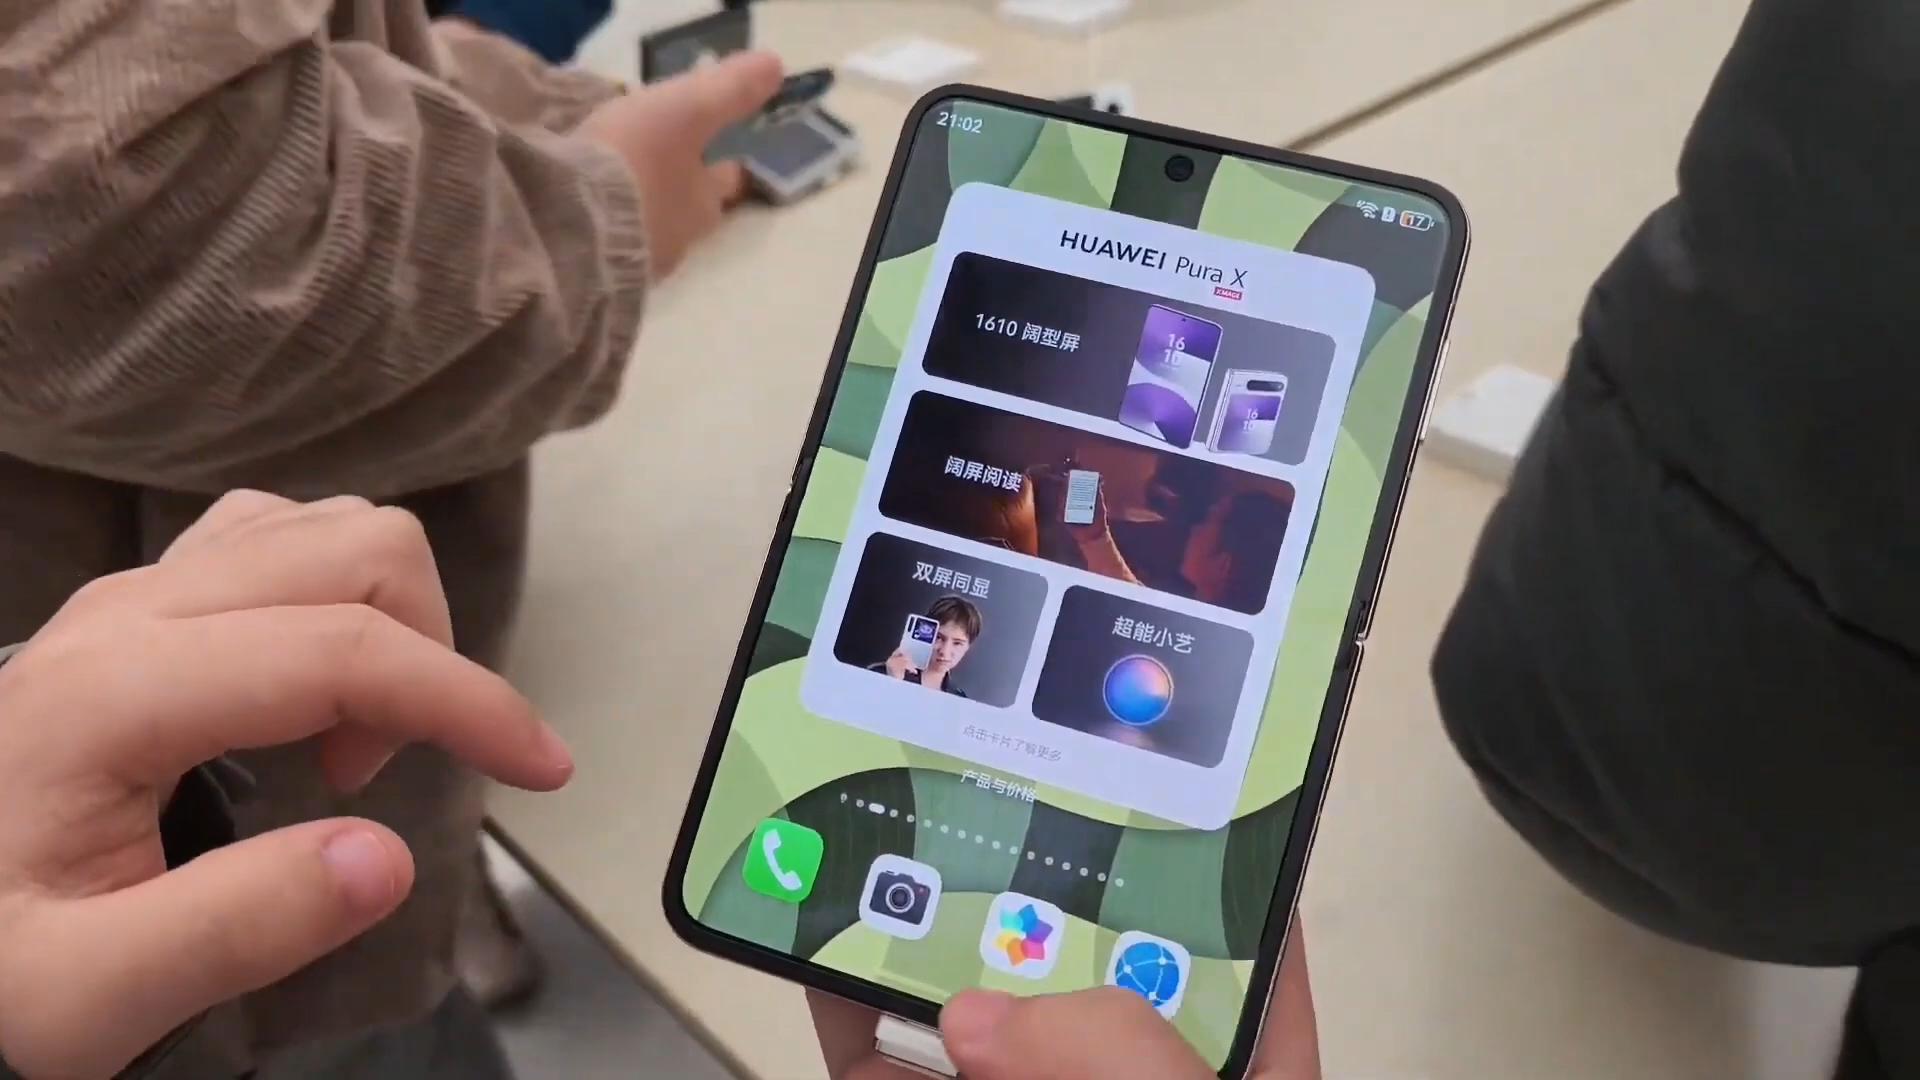 21:02
17
HUAWEI Pura X
XMAGE
1610 阔型屏
16
10
16
10
阔屏阅读
双屏同显
超能小艺
点击卡片了解更多
产品与价格